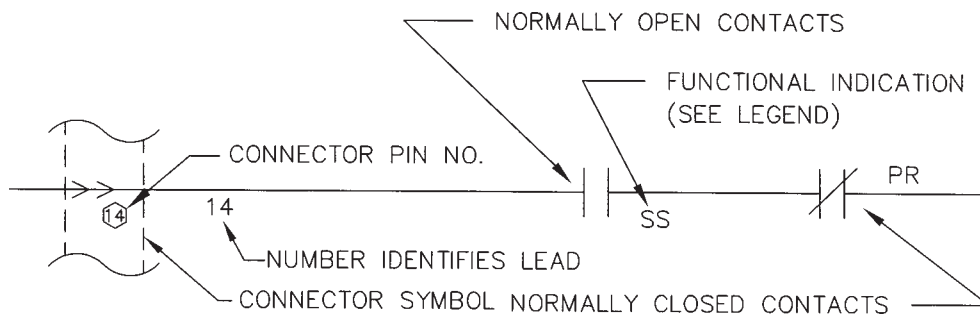 NORMALLY OPEN CONTACTS
FUNCTIONAL INDICATION
(SEE LEGEND)
CONNECTOR PIN NO.
PR
14
14
SS
NUMBER IDENTIFIES LEAD
CONNECTOR SYMBOL
NORMALLY CLOSED CONTACTS